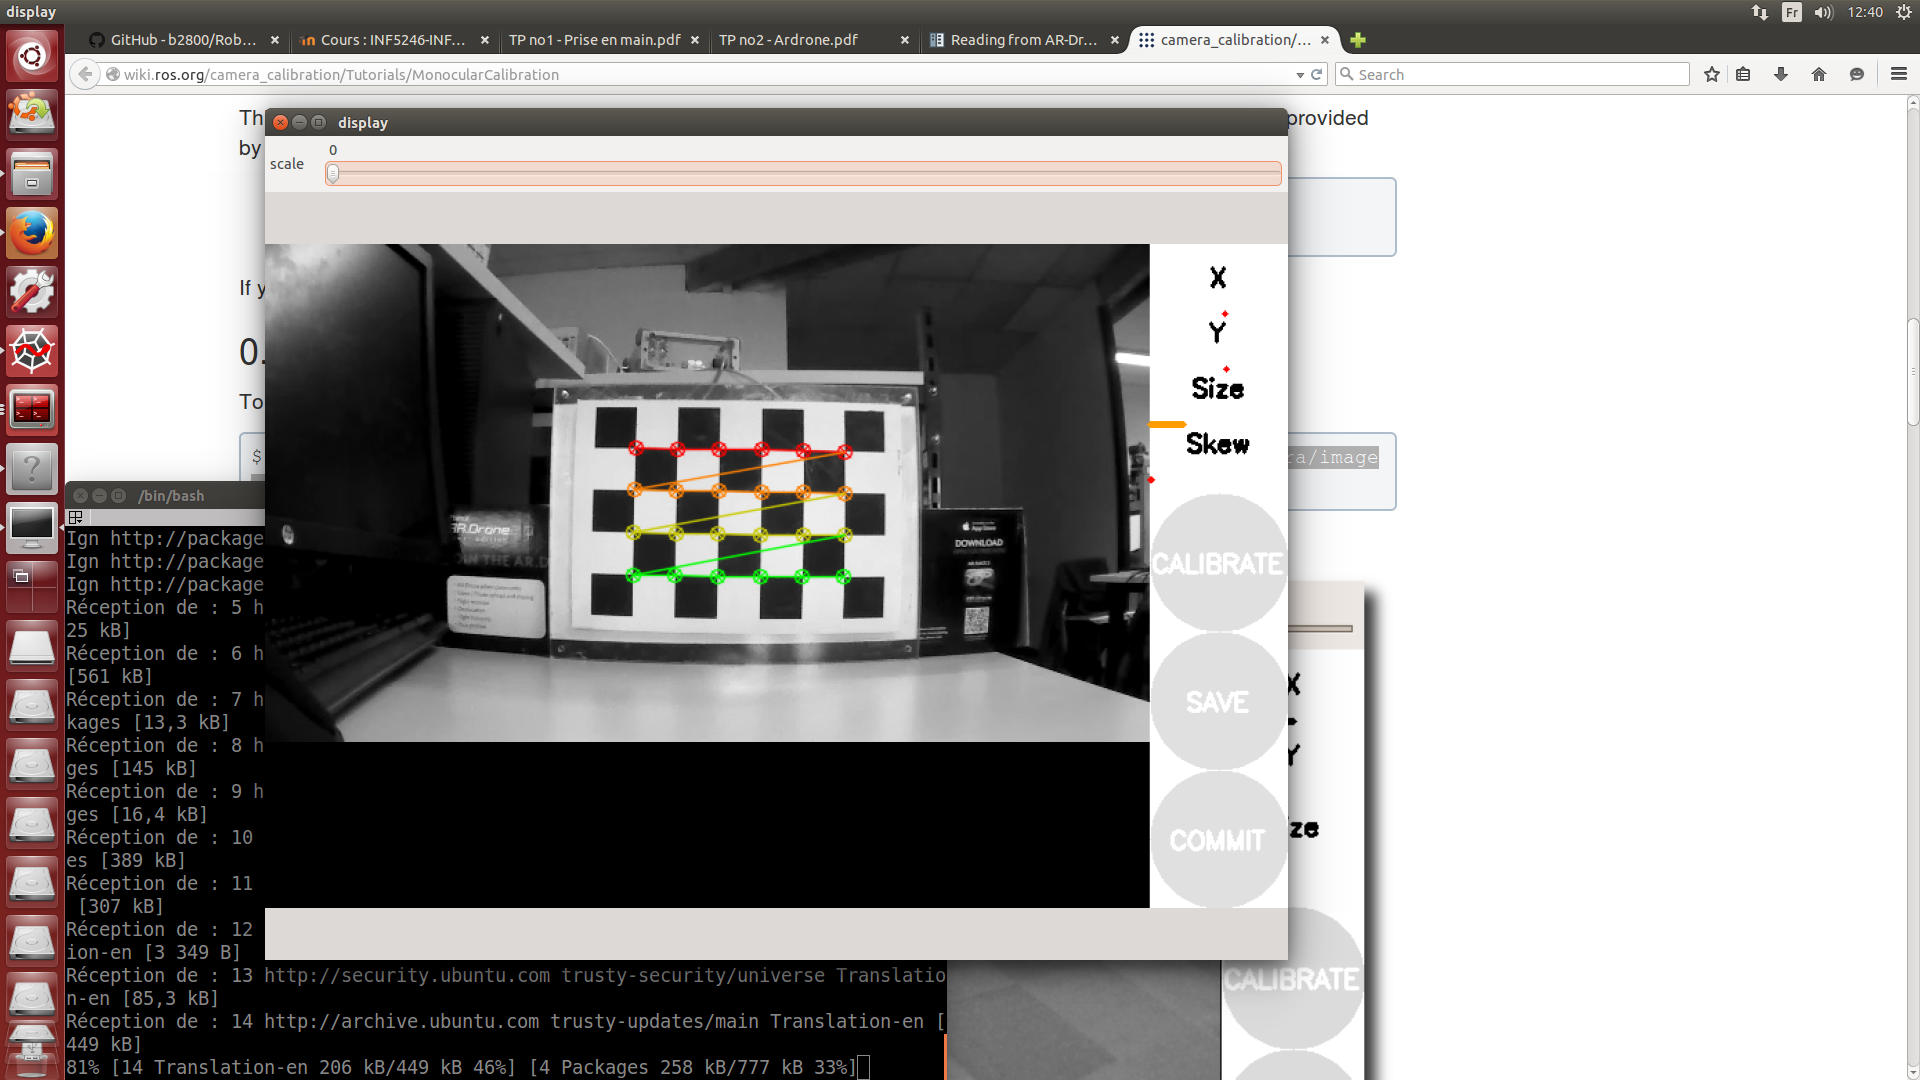 display
Fr
12:40
GitHub - b2800/Rob...
Cours : INF5246-INF...
TP no1 - Prise en main.pdf
TP no2 - Ardrone.pdf
Reading from AR-Dr...
camera_calibration/...
wiki.ros.org/camera_calibration/Tutorials/MonocularCalibration
Search
Th
provided
by
If y
0.
To
$
ra/image
display
scale
0
X
Y
Size
Skew
CALIBRATE
SAVE
COMMIT
AR.Drone
DOWNLOAD
/bin/bash
Ign http://package
Ign http://package
Ign http://package
Réception de : 5 h
25 kB]
Réception de : 6 h
[561 kB]
Réception de : 7 h
kages [13,3 kB]
Réception de : 8 h
ges [145 kB]
Réception de : 9 h
ges [16,4 kB]
Réception de : 10
es [389 kB]
Réception de : 11
[307 kB]
Réception de : 12
ion-en [3 349 B]
Réception de : 13 http://security.ubuntu.com trusty-security/universe Translatio
n-en [85,3 kB]
Réception de : 14 http://archive.ubuntu.com trusty-updates/main Translation-en [
449 kB]
81% [14 Translation-en 206 kB/449 kB 46%] [4 Packages 258 kB/777 kB 33%]
X
Y
ze
CALIBRATE